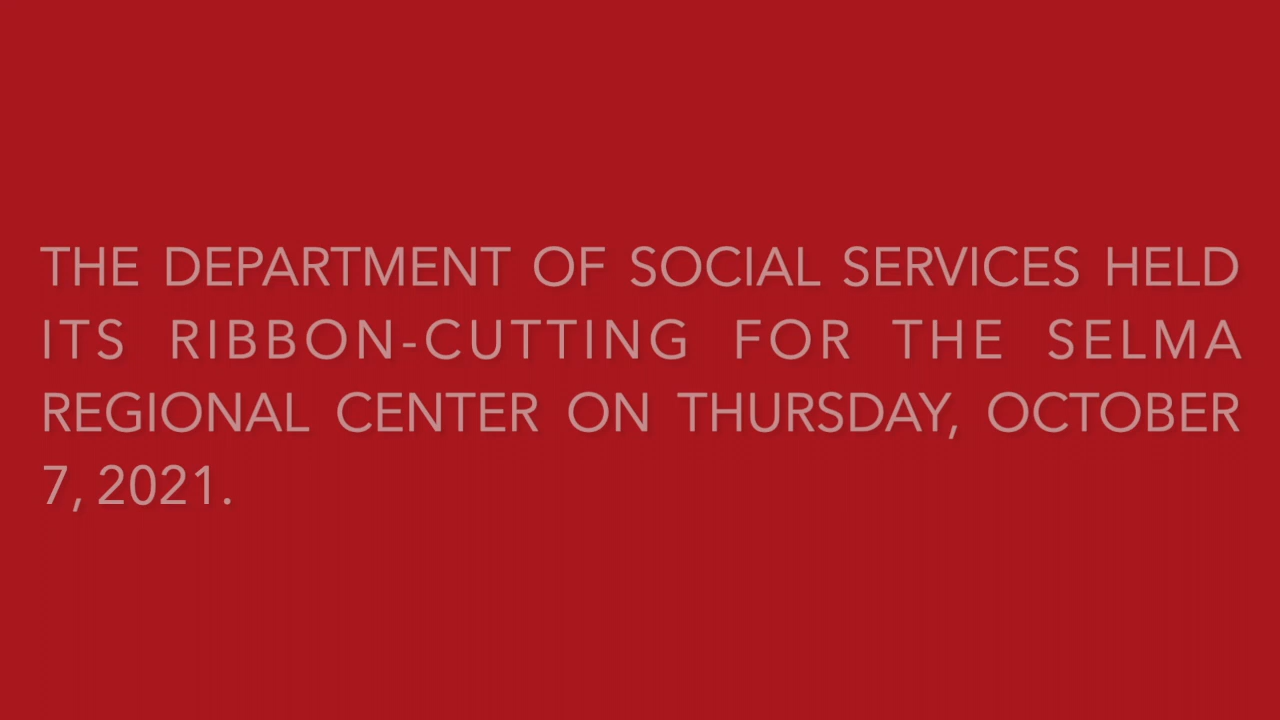 THE DEPARTMENT OF SOCIAL SERVICES HELD
ITS RIBBON-CUTTING FOR THE SELMA
REGIONAL CENTER ON THURSDAY, OCTOBER
7, 2021.